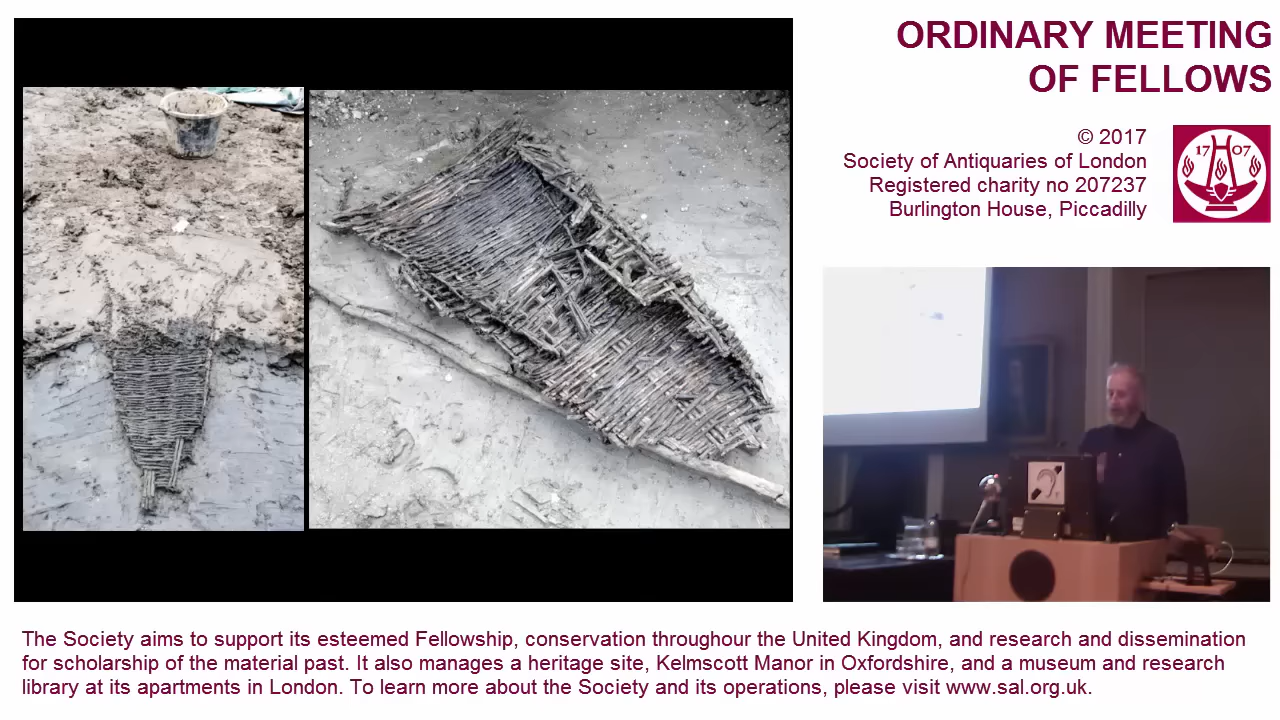 ORDINARY MEETING
OF FELLOWS
© 2017
Society of Antiquaries of London
Registered charity no 207237
Burlington House, Piccadilly
17 07
The Society aims to support its esteemed Fellowship, conservation throughour the United Kingdom, and research and dissemination
for scholarship of the material past. It also manages a heritage site, Kelmscott Manor in Oxfordshire, and a museum and research
library at its apartments in London. To learn more about the Society and its operations, please visit www.sal.org.uk.